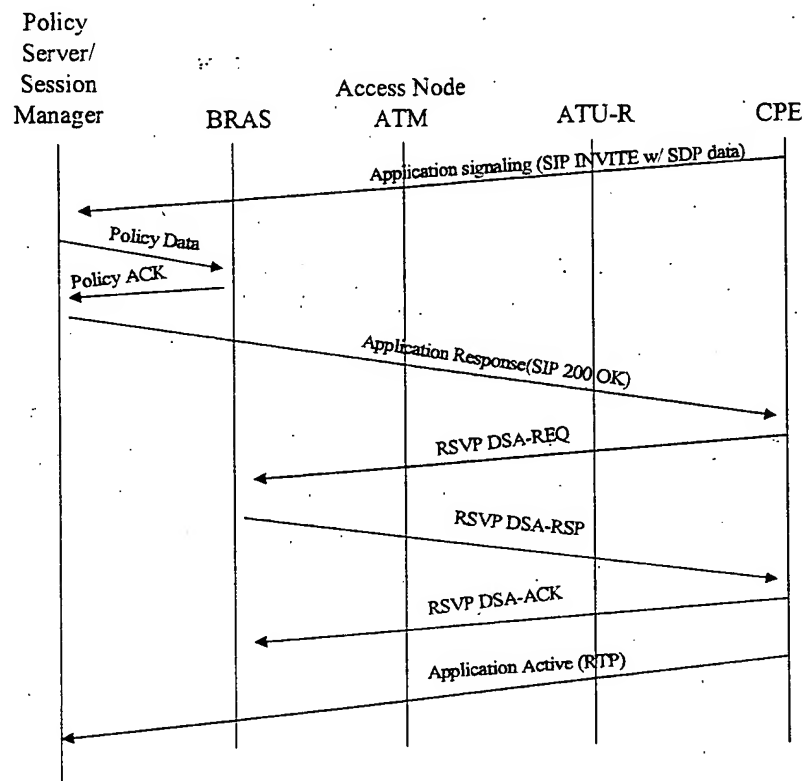 Policy
Server/
Session
Manager
BRAS
Access Node
ATM
ATU-R
CPE
Application signaling (SIP INVITE w/ SDP data)
Policy Data
Policy ACK
Application Response(SIP 200 OK)
RSVP DSA-REQ
RSVP DSA-RSP
RSVP DSA-ACK
Application Active (RTP)